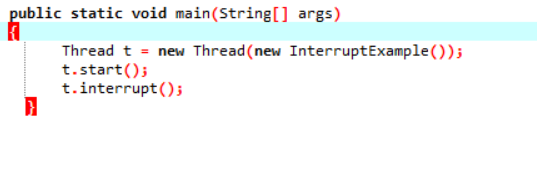 public static void main(String[] args)
{
Thread t = new Thread(new InterruptExample());
t.start();
t.interrupt();
}